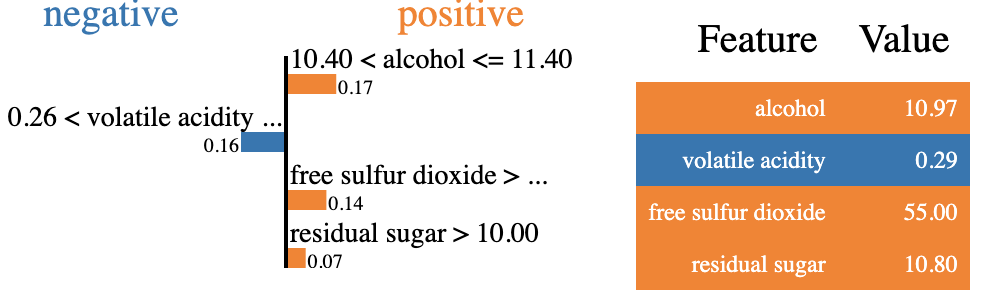 negative positive
10.40 < alcohol <= 11.40
0.17
0.26 < volatile acidity ...
0.16
free sulfur dioxide > ...
0.14
residual sugar > 10.00
0.07
Feature Value
alcohol 10.97
volatile acidity 0.29
free sulfur dioxide 55.00
residual sugar 10.80